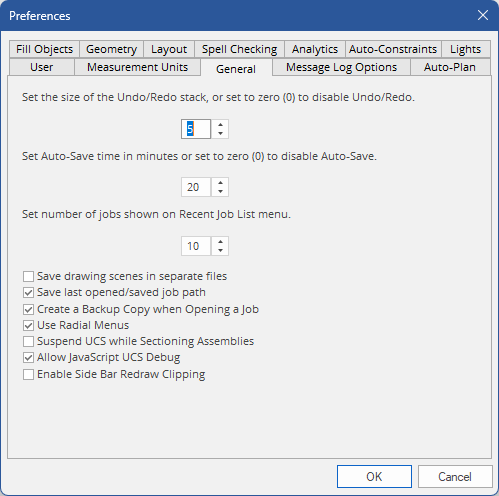 Preferences
Fill Objects Geometry Layout Spell Checking Analytics Auto-Constraints Lights
User Measurement Units General Message Log Options Auto-Plan
Set the size of the Undo/Redo stack, or set to zero (0) to disable Undo/Redo.
5
Set Auto-Save time in minutes or set to zero (0) to disable Auto-Save.
20
Set number of jobs shown on Recent Job List menu.
10
Save drawing scenes in separate files
Save last opened/saved job path
Create a Backup Copy when Opening a Job
Use Radial Menus
Suspend UCS while Sectioning Assemblies
Allow JavaScript UCS Debug
Enable Side Bar Redraw Clipping
OK Cancel